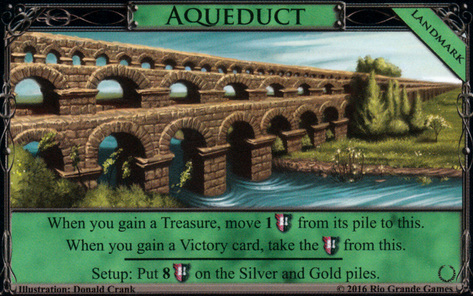 AQUEDUCT
LANDMARK
When you gain a Treasure, move 1 from its pile to this.
When you gain a Victory card, take the from this.
Setup: Put 8 on the Silver and Gold piles.
Illustration: Donald Crank
© 2016 Rio Grande Games